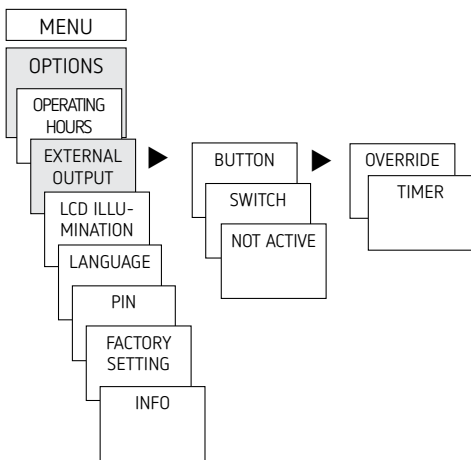 MENU
OPTIONS
OPERATING
HOURS
EXTERNAL
OUTPUT
LCD ILLU-
MINATION
LANGUAGE
PIN
FACTORY
SETTING
INFO
BUTTON
SWITCH
NOT ACTIVE
OVERRIDE
TIMER